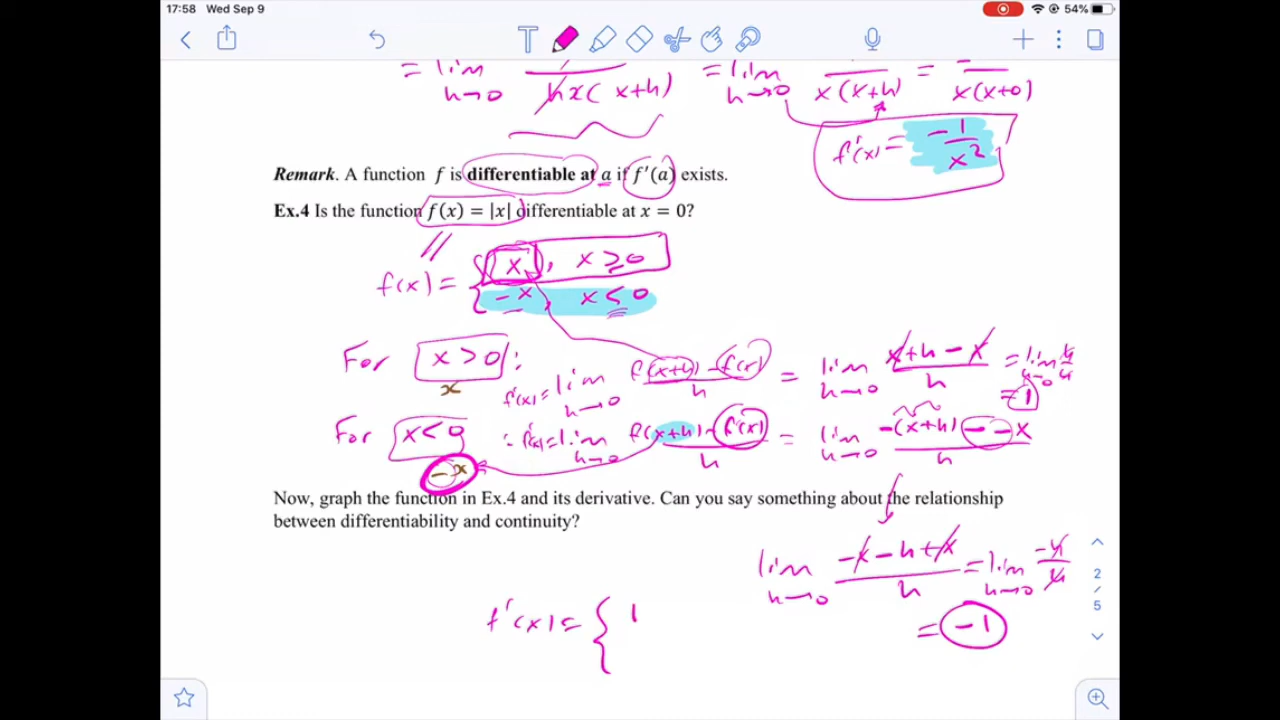 17:58 Wed Sep 9 54%
T
= lim h→0 / hx(x+h) = lim h→0 / x(x+h) = / x(x+0)
f'(x) = -1/x²
Remark. A function f is differentiable at a if f'(a) exists.
Ex.4 Is the function f(x) = |x| differentiable at x = 0?
f(x) = { x, x ≥ 0
-x, x < 0
For x > 0: f'(x) = lim h→0 f(x+h) - f(x) / h = lim h→0 x+h-x / h = lim h→0 h/h = 1
x
For x < 0 : f'(x) = lim h→0 f(x+h) - f(x) / h = lim h→0 -(x+h) - -x / h
-x
Now, graph the function in Ex.4 and its derivative. Can you say something about the relationship
between differentiability and continuity?
lim h→0 -x-h+x / h = lim h→0 -h/h
= -1
f'(x) = { 1
2 / 5